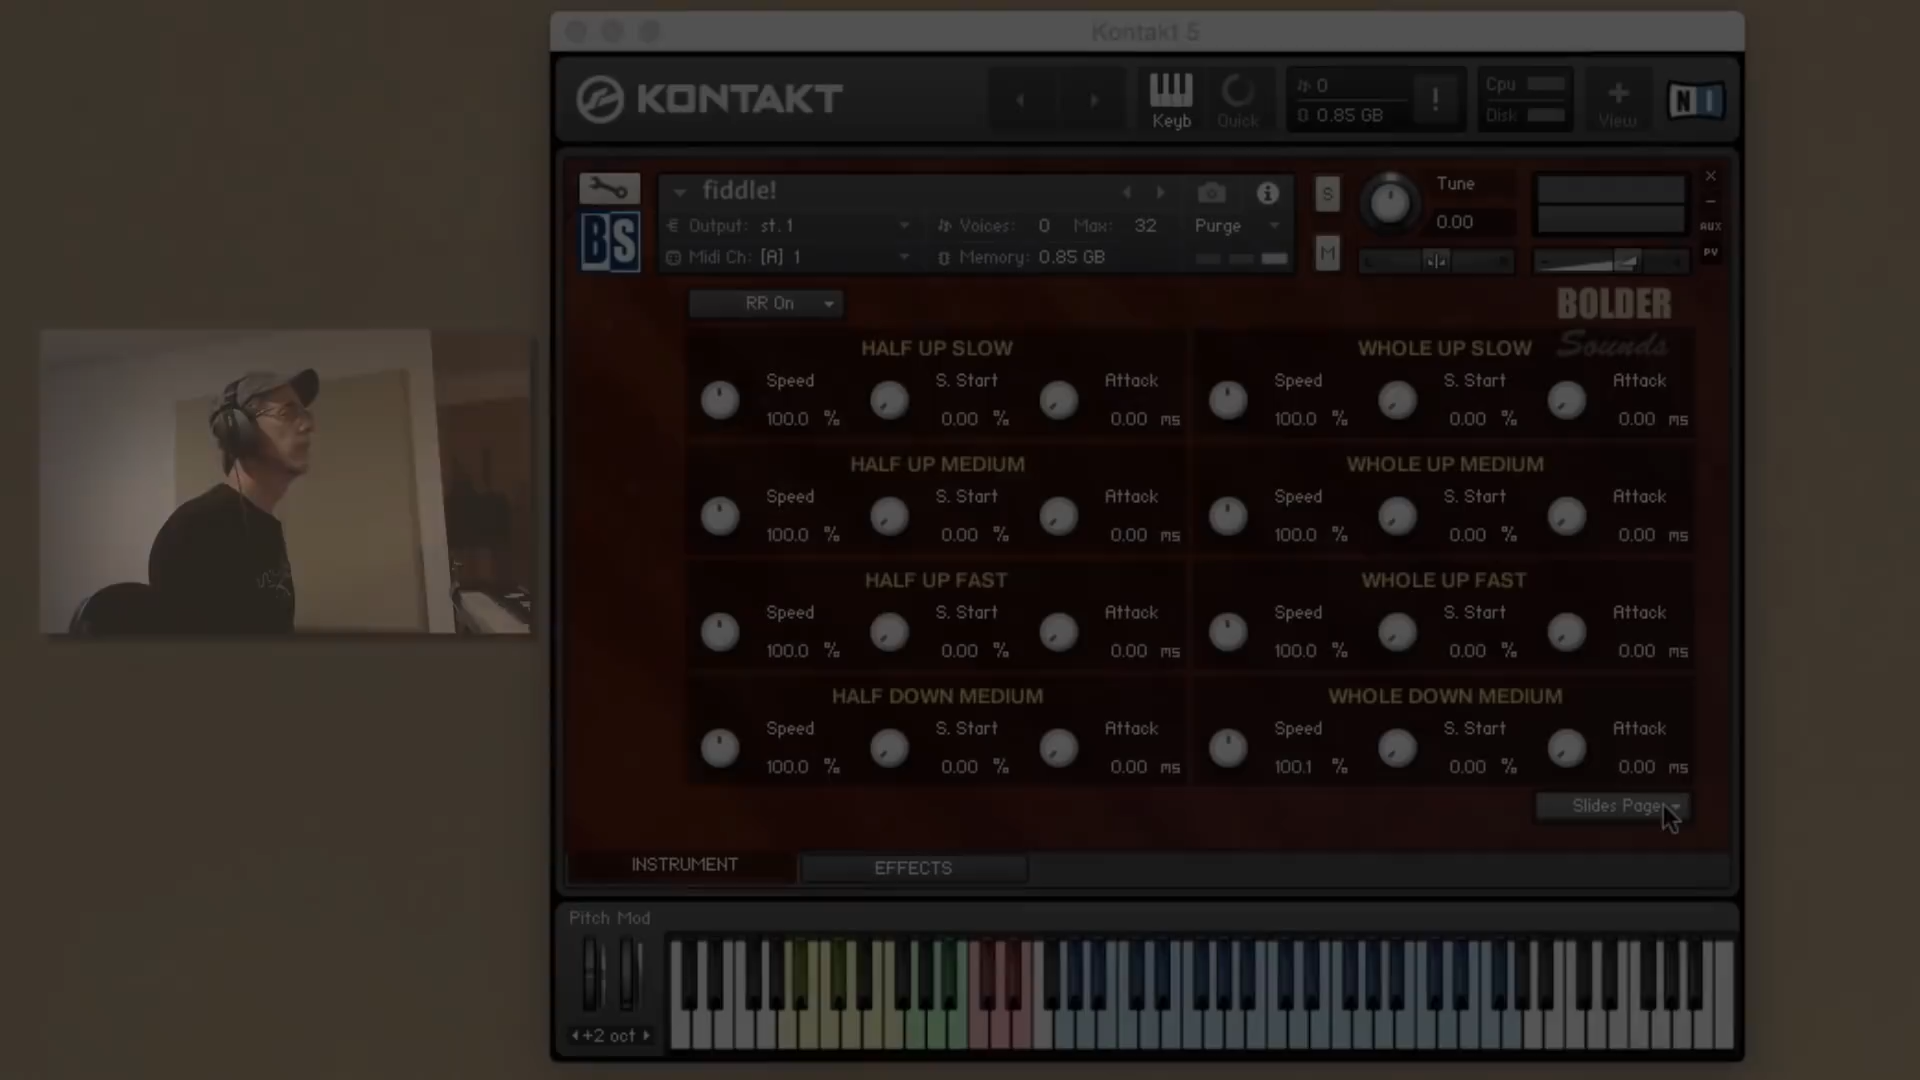 Kontakt 5
KONTAKT
Keyb
Quick
0
0.85 GB
!
Cpu
Disk
+
View
NI
fiddle!
Output: st.1
Voices: 0 Max: 32
Purge
Midi Ch: [A] 1
Memory: 0.85 GB
BS
S
M
Tune
0.00
L
R
AUX
PV
RR On
BOLDER
Sounds
HALF UP SLOW
Speed S. Start Attack
100.0 % 0.00 % 0.00 ms
WHOLE UP SLOW
Speed S. Start Attack
100.0 % 0.00 % 0.00 ms
HALF UP MEDIUM
Speed S. Start Attack
100.0 % 0.00 % 0.00 ms
WHOLE UP MEDIUM
Speed S. Start Attack
100.0 % 0.00 % 0.00 ms
HALF UP FAST
Speed S. Start Attack
100.0 % 0.00 % 0.00 ms
WHOLE UP FAST
Speed S. Start Attack
100.0 % 0.00 % 0.00 ms
HALF DOWN MEDIUM
Speed S. Start Attack
100.0 % 0.00 % 0.00 ms
WHOLE DOWN MEDIUM
Speed S. Start Attack
100.1 % 0.00 % 0.00 ms
Slides Page
INSTRUMENT
EFFECTS
Pitch Mod
+2 oct